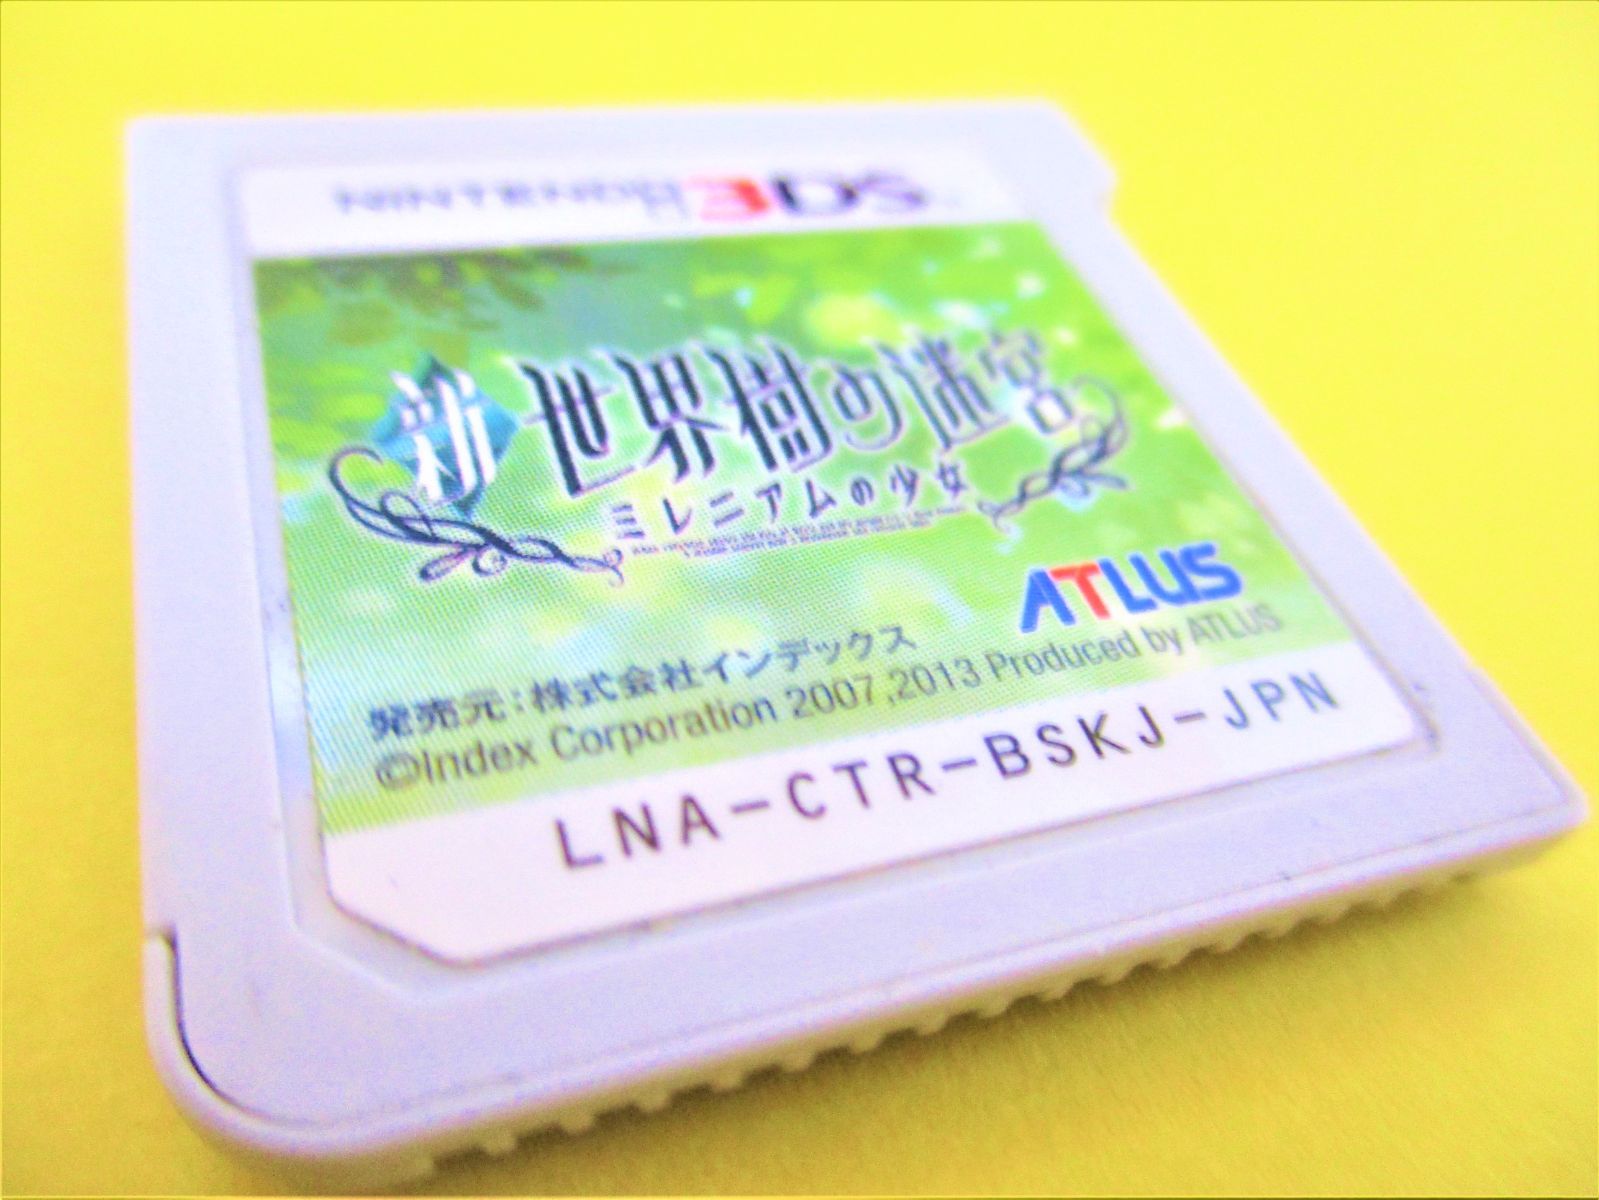 NINTENDO 3DS
新 世界樹の迷宮
ミレニアムの少女
ATLUS
発売元:株式会社インデックス
©Index Corporation 2007,2013 Produced by ATLUS
LNA-CTR-BSKJ-JPN